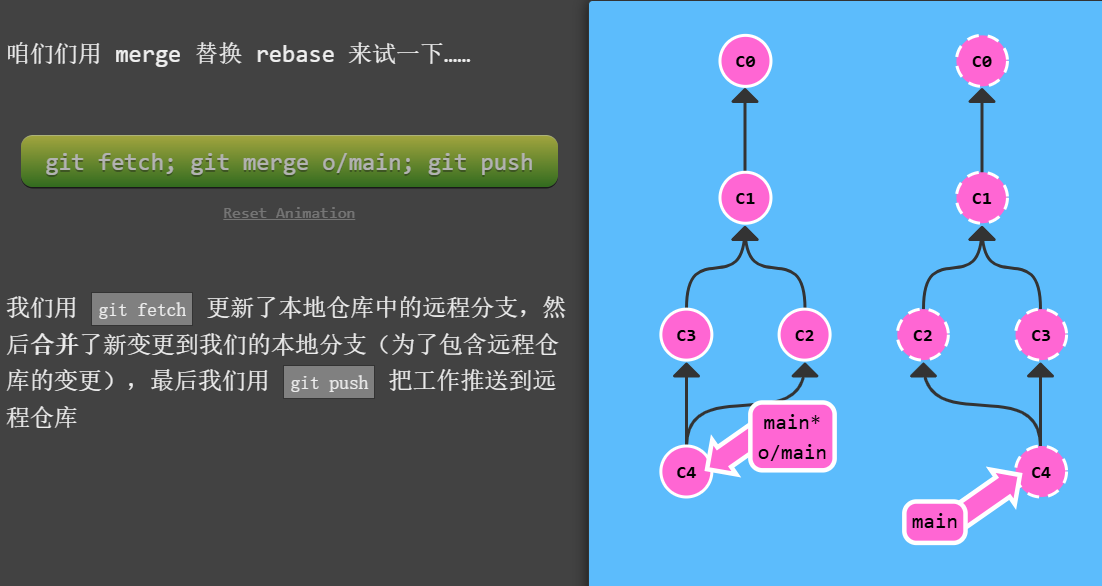 咱们们用 merge 替换 rebase 来试一下……
git fetch; git merge o/main; git push
Reset Animation
我们用 git fetch 更新了本地仓库中的远程分支，然
后合并了新变更到我们的本地分支（为了包含远程仓
库的变更），最后我们用 git push 把工作推送到远
程仓库
C0
C1
C3
C2
C4
main*
o/main
C0
C1
C2
C3
C4
main